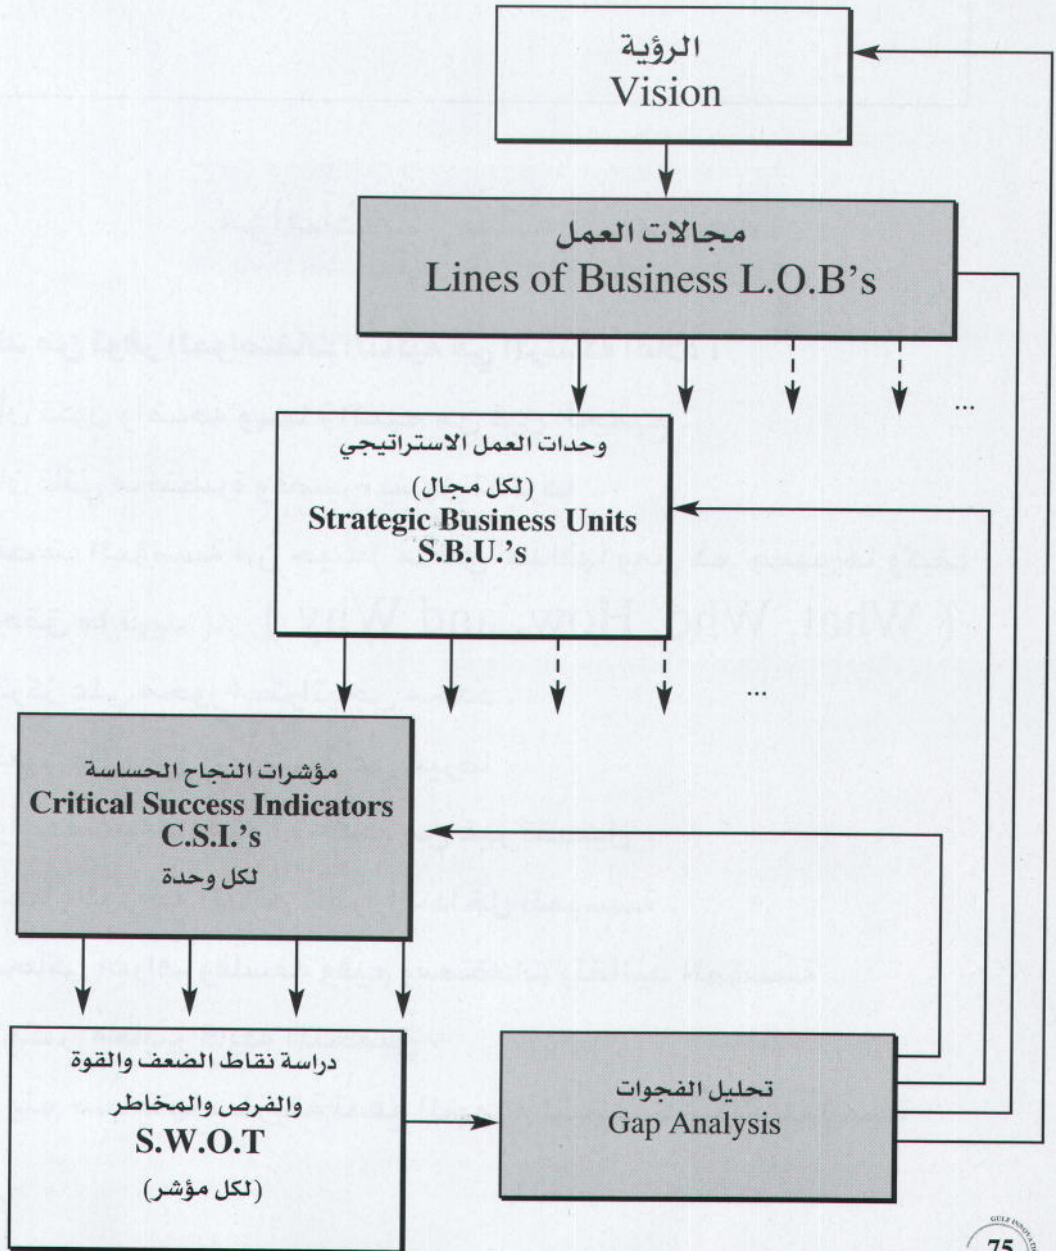 الرؤية
Vision
مجالات العمل
Lines of Business L.O.B's
...
وحدات العمل الاستراتيجي
(لكل مجال)
Strategic Business Units
S.B.U.'s
...
مؤشرات النجاح الحساسة
Critical Success Indicators
C.S.I.'s
لكل وحدة
دراسة نقاط الضعف والقوة
والفرص والمخاطر
S.W.O.T
(لكل مؤشر)
تحليل الفجوات
Gap Analysis
75